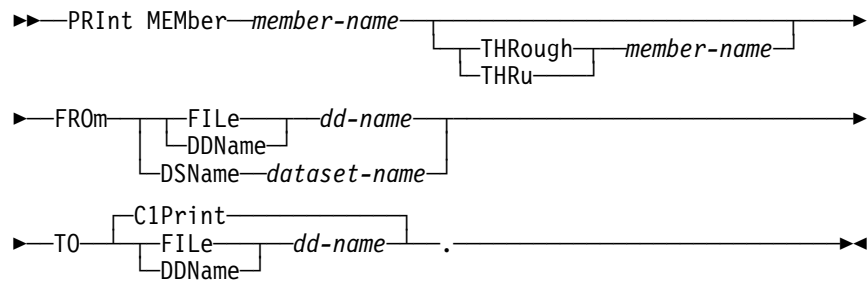 PRInt MEMber member-name
THRough member-name
THRu
FROm FILe dd-name
DDName
DSName dataset-name
C1Print
TO FILe dd-name .
DDName